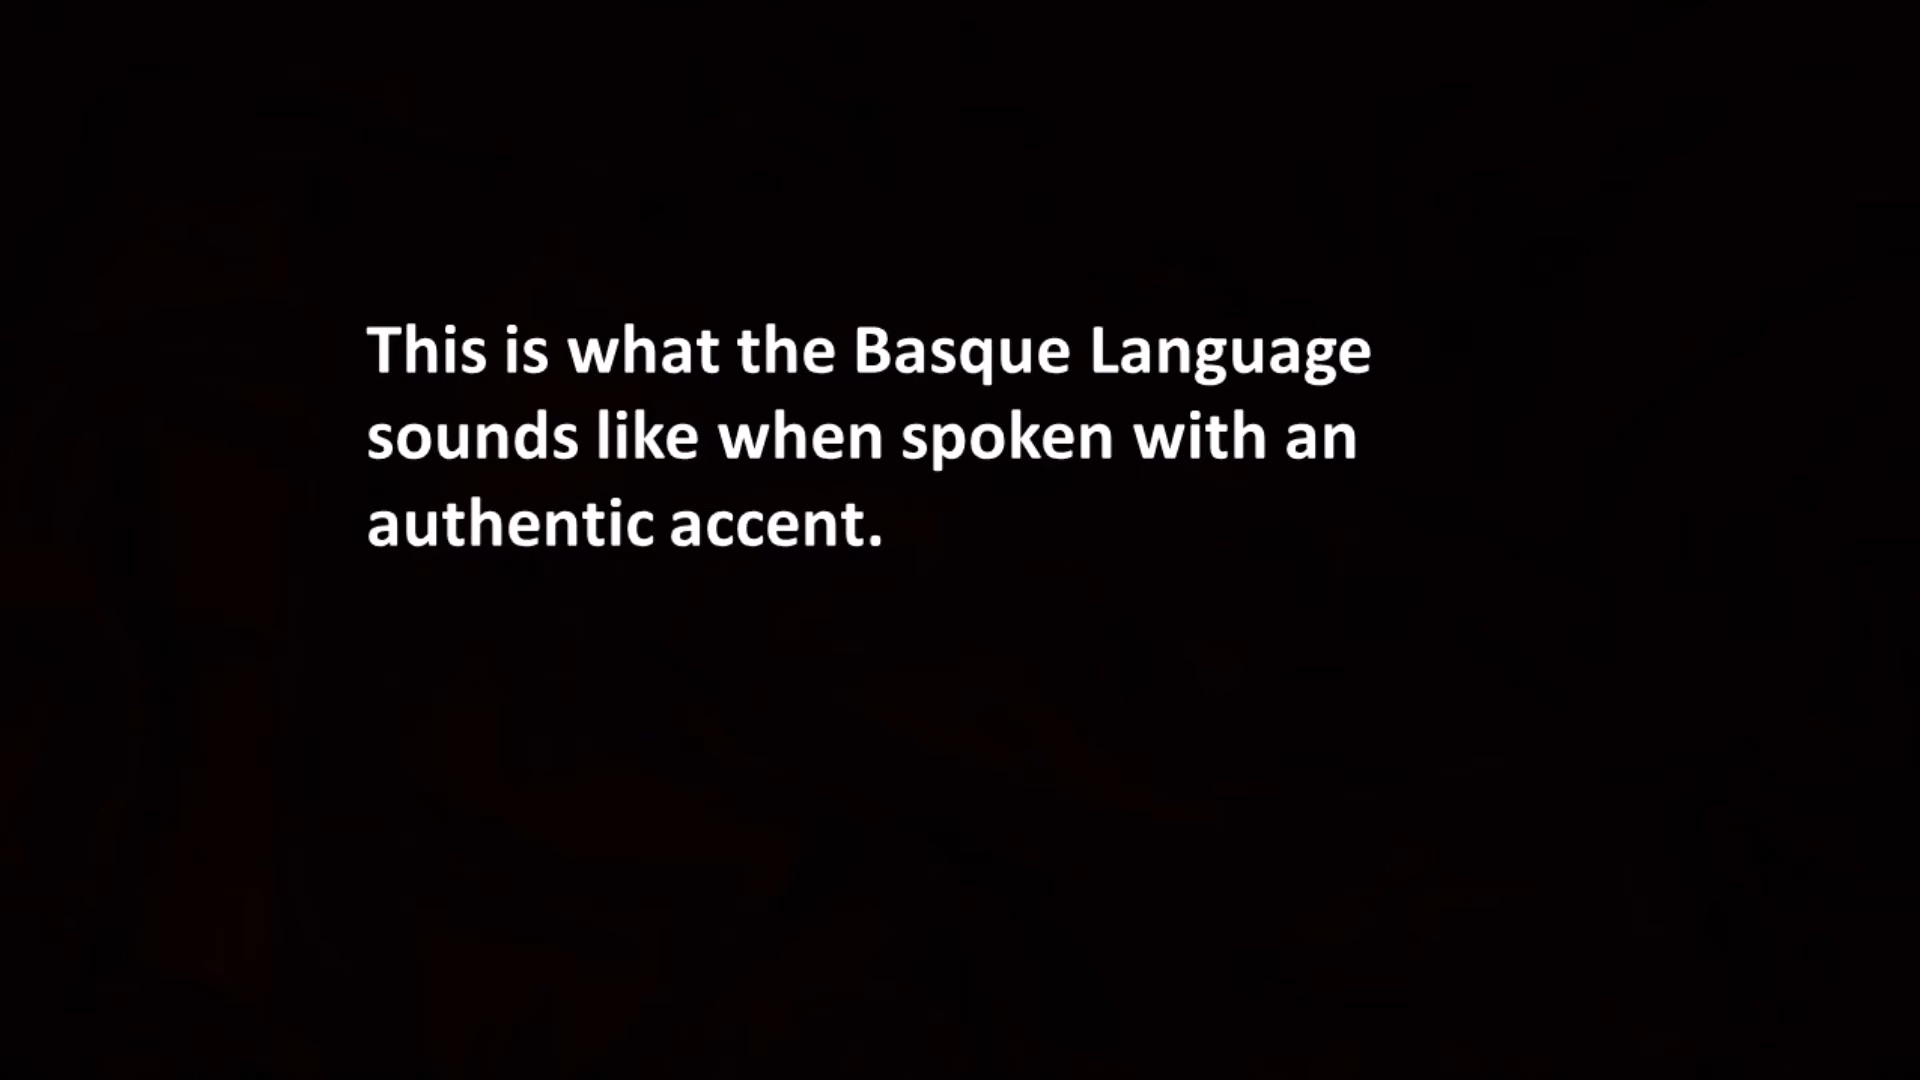 This is what the Basque Language
sounds like when spoken with an
authentic accent.